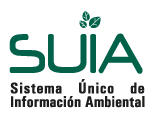 SUIA
Sistema Único de
Información Ambiental